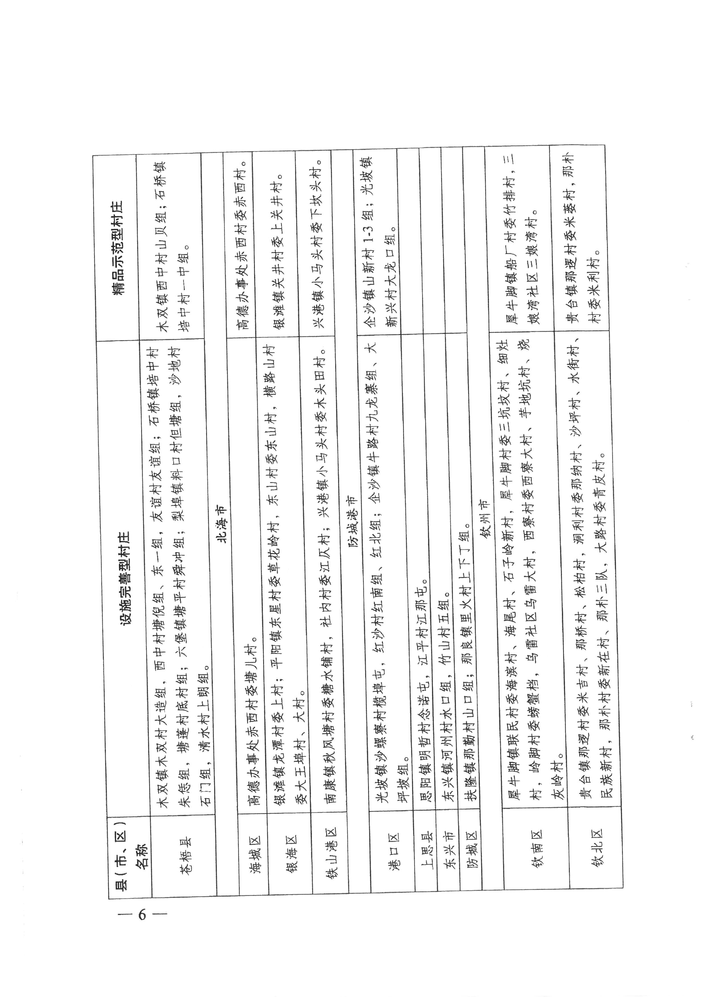 县(市、区)
名称
设施完善型村庄
精品示范型村庄
苍梧县
木双镇木双村大造组，西中村塘倪组、东一组，友谊村友谊组；石桥镇培中村
朱恁组，塘蓬村底村组；六堡镇塘平村舜冲组；梨埠镇料口村但塘组，沙地村
石门组，清水村上朗组。
木双镇西中村山贝组；石桥镇
培中村一中组。
北海市
海城区
高德办事处赤西村委塘儿村。
高德办事处赤西村委赤西村。
银海区
银滩镇龙潭村委上村；平阳镇东星村委草花岭村，东山村委东山村，横路山村
委大王埠村、大村。
银滩镇关井村委上关井村。
铁山港区
南康镇秋风塘村委糖水铺村，社内村委江仄村；兴港镇小马头村委木头田村。
兴港镇小马头村委下坎头村。
防城港市
港口区
光坡镇沙螺寮村榄埠屯，红沙村红南组、红北组；企沙镇牛路村九龙寨组、大
坪坡组。
企沙镇山新村1-3组；光坡镇
新兴村大龙口组。
上思县
思阳镇明哲村念诺屯，江平村江那屯。
东兴市
东兴镇河州村水口组，竹山村五组。
防城区
扶隆镇那勤村山口组；那良镇里火村上下丁组。
钦州市
钦南区
犀牛脚镇联民村委海滨村、海尾村、石子岭新村，犀牛脚村委三坑坟村、细灶
村，岭脚村委螃蟹档，乌雷社区乌雷大村，西寮村委西寮大村、芋地坑村、烧
灰岭村。
犀牛脚镇船厂村委竹排村，三
娘湾社区三娘湾村。
钦北区
贵台镇那逻村委米吉村、那桥村、松柏村，洞利村委那纳村、沙坪村、水街村、
民族新村，那朴村委新在村、那朴三队，大路村委青皮村。
贵台镇那逻村委米蒌村，那朴
村委米利村。
— 6 —